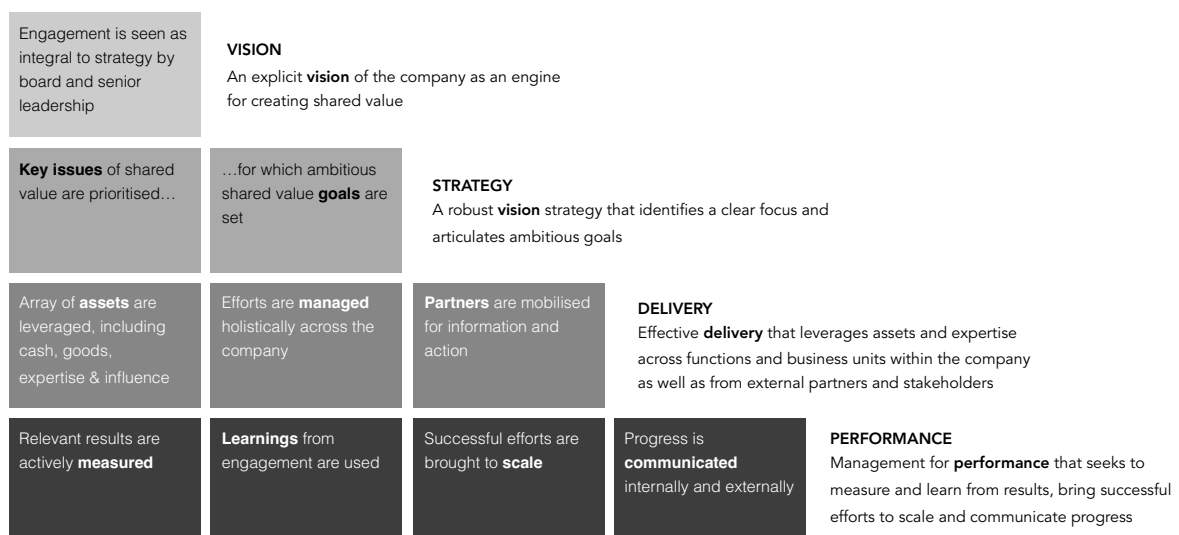 Engagement is seen as
integral to strategy by
board and senior
leadership
VISION
An explicit vision of the company as an engine
for creating shared value
Key issues of shared
value are prioritised…
…for which ambitious
shared value goals are
set
STRATEGY
A robust vision strategy that identifies a clear focus and
articulates ambitious goals
Array of assets are
leveraged, including
cash, goods,
expertise & influence
Efforts are managed
holistically across the
company
Partners are mobilised
for information and
action
DELIVERY
Effective delivery that leverages assets and expertise
across functions and business units within the company
as well as from external partners and stakeholders
Relevant results are
actively measured
Learnings from
engagement are used
Successful efforts are
brought to scale
Progress is
communicated
internally and externally
PERFORMANCE
Management for performance that seeks to
measure and learn from results, bring successful
efforts to scale and communicate progress